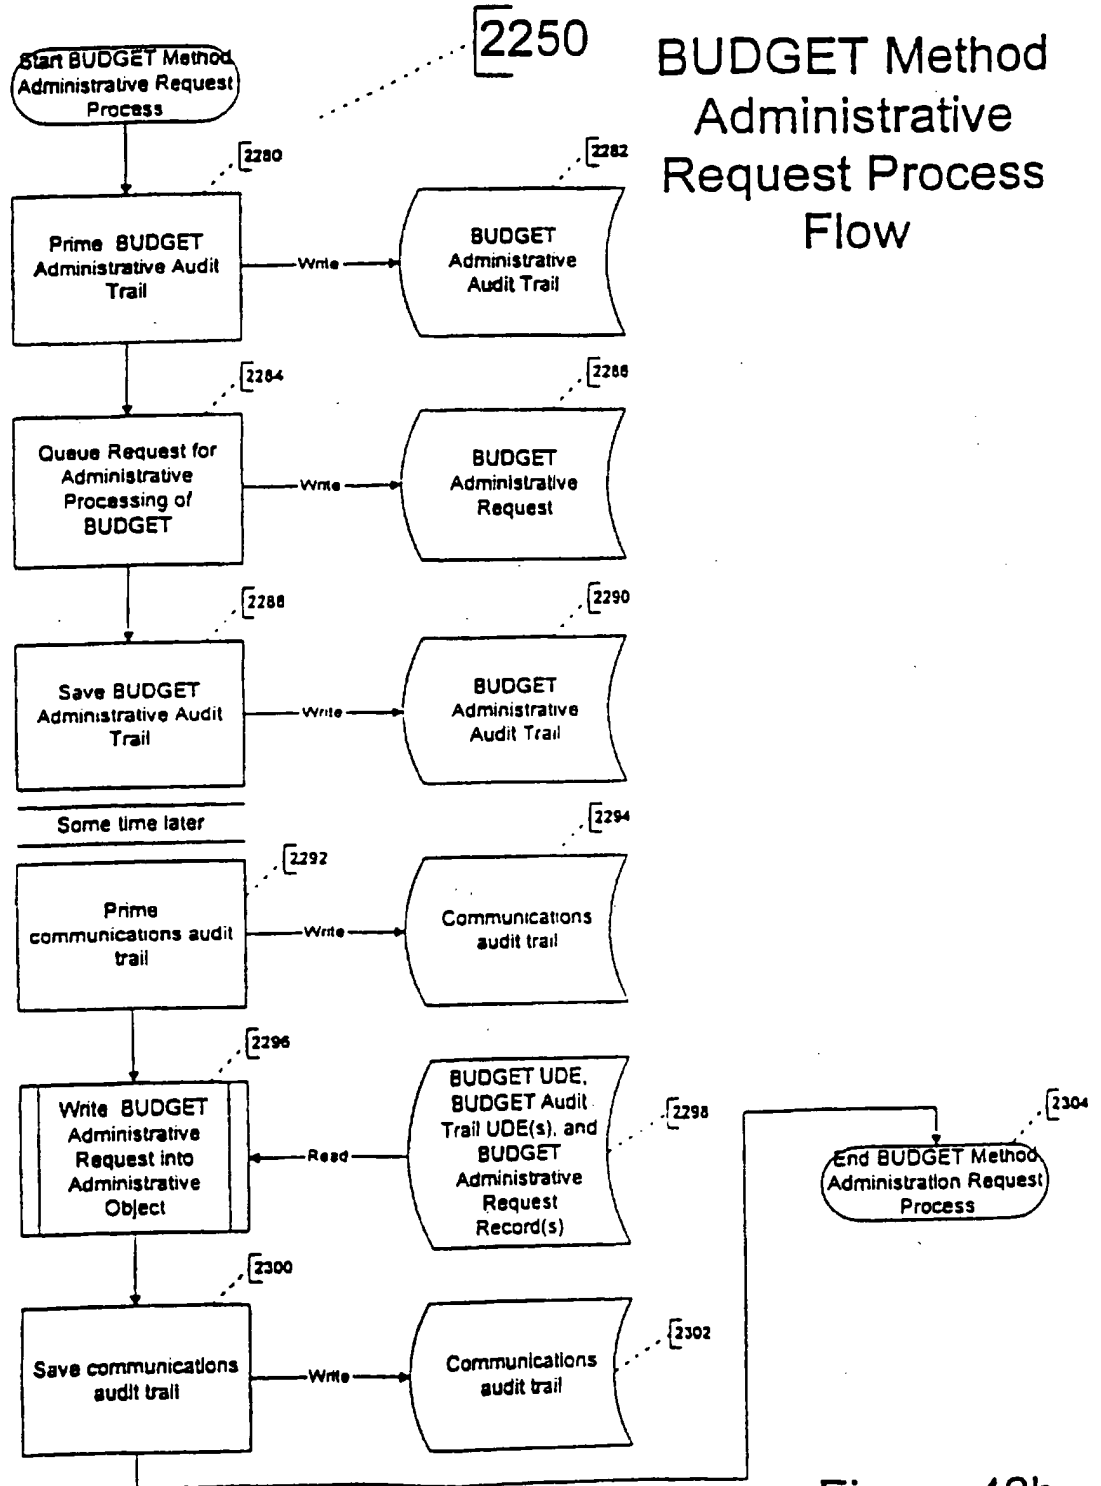 2250
BUDGET Method
Administrative
Request Process
Flow
Start BUDGET Method
Administrative Request
Process
2280
Prime BUDGET
Administrative Audit
Trail
Write
2282
BUDGET
Administrative
Audit Trail
2284
Queue Request for
Administrative
Processing of
BUDGET
Write
2286
BUDGET
Administrative
Request
2288
Save BUDGET
Administrative Audit
Trail
Write
2290
BUDGET
Administrative
Audit Trail
Some time later
2292
Prime
communications audit
trail
Write
2294
Communications
audit trail
2296
Write BUDGET
Administrative
Request into
Administrative
Object
Read
BUDGET UDE,
BUDGET Audit
Trail UDE(s), and
BUDGET
Administrative
Request
Record(s)
2298
2300
Save communications
audit trail
Write
Communications
audit trail
2302
2304
End BUDGET Method
Administration Request
Process